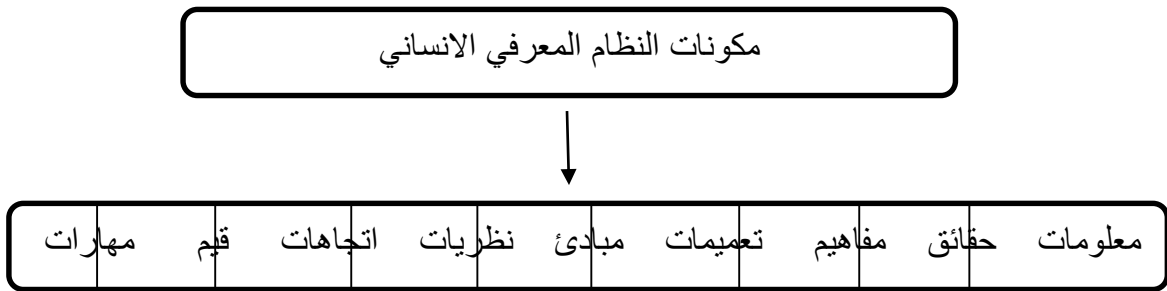 مكونات النظام المعرفي الانساني
معلومات حقائق مفاهيم تعميمات مبادئ نظريات اتجاهات قيم مهارات